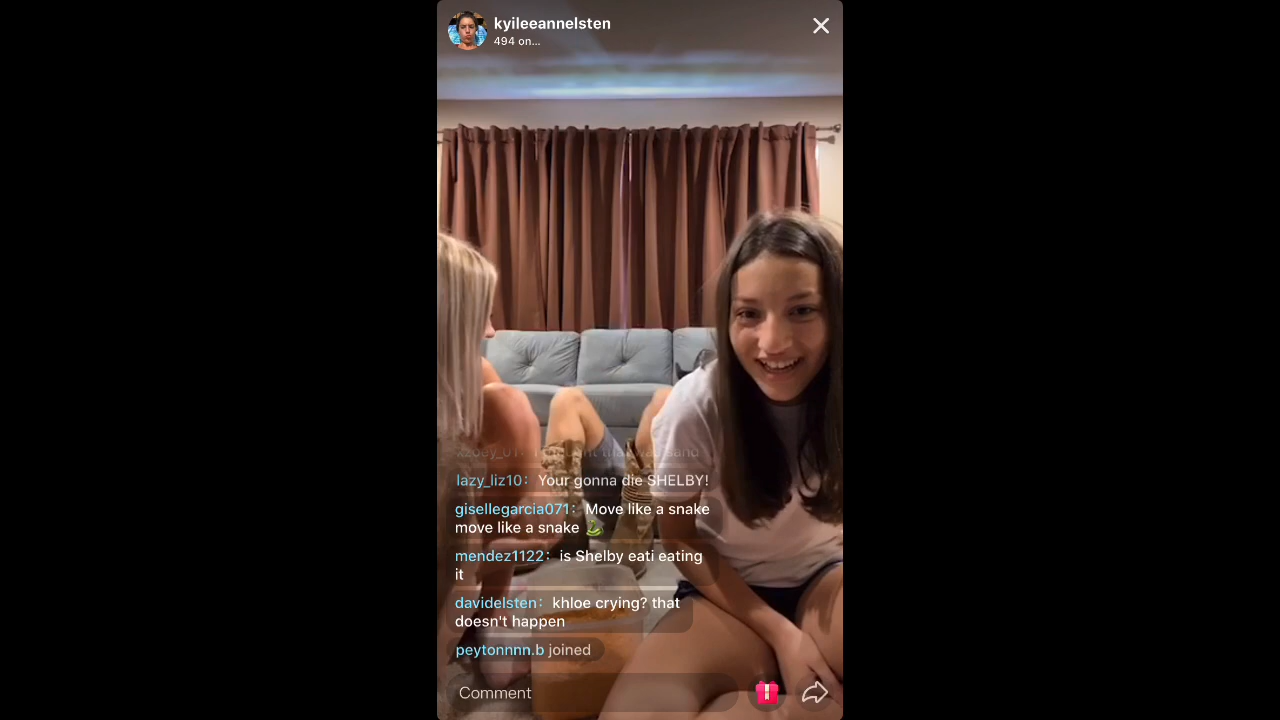 kyileeannelsten
494 on...
lazy_liz10: Your gonna die SHELBY!
gisellegarcia071: Move like a snake
move like a snake
mendez1122: is Shelby eati eating
it
davidelsten: khloe crying? that
doesn't happen
peytonnnn.b joined
Comment